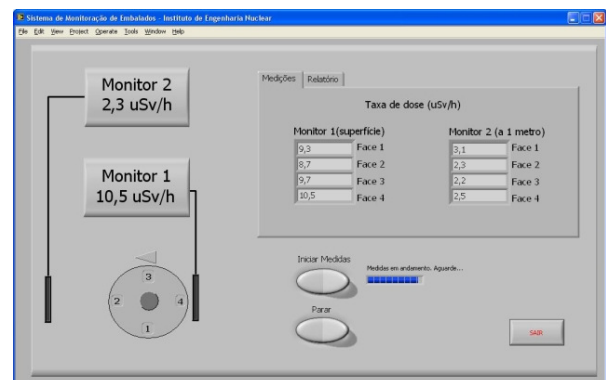 Sistema de Monitoração de Embalados - Instituto de Engenharia Nuclear
File Edit View Project Operate Tools Window Help
Monitor 2
2,3 uSv/h
Monitor 1
10,5 uSv/h
3
2
4
1
Medições Relatório
Taxa de dose (uSv/h)
Monitor 1(superfície) Monitor 2 (a 1 metro)
9,3 Face 1 3,1 Face 1
8,7 Face 2 2,3 Face 2
9,7 Face 3 2,2 Face 3
10,5 Face 4 2,5 Face 4
Iniciar Medidas
Medidas em andamento. Aguarde...
Parar
SAIR